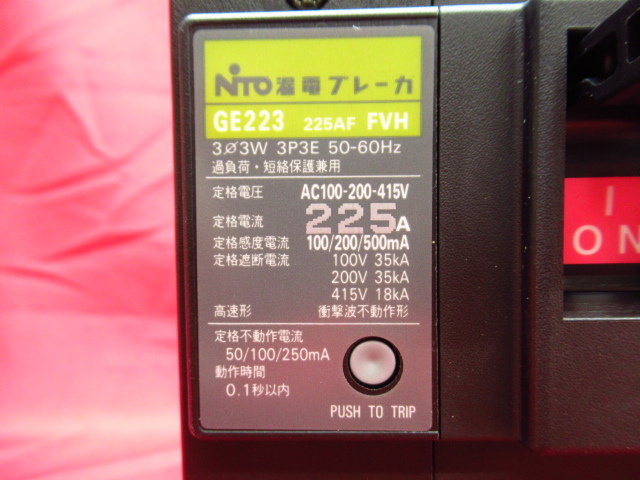 NITO 漏電ブレーカ
GE223 225AF FVH
3ø3W 3P3E 50-60Hz
過負荷・短絡保護兼用
定格電圧 AC100-200-415V
定格電流 225A
定格感度電流 100/200/500mA
定格遮断電流 100V 35kA
200V 35kA
415V 18kA
高速形 衝撃波不動作形
定格不動作電流
50/100/250mA
動作時間
0.1秒以内
PUSH TO TRIP
I
ON